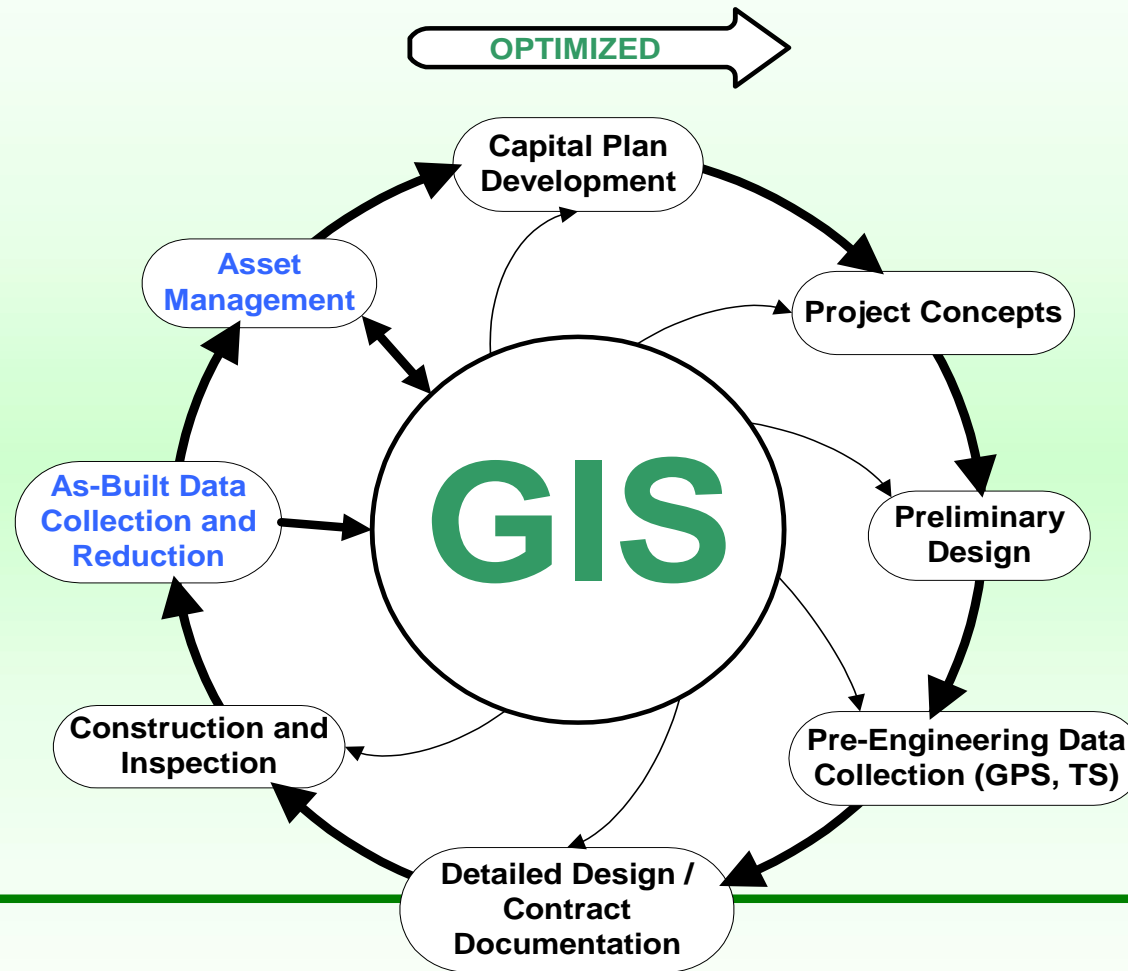 OPTIMIZED
Capital Plan
Development
Asset
Management
Project Concepts
GIS
As-Built Data
Collection and
Reduction
Preliminary
Design
Construction and
Inspection
Pre-Engineering Data
Collection (GPS, TS)
Detailed Design /
Contract
Documentation